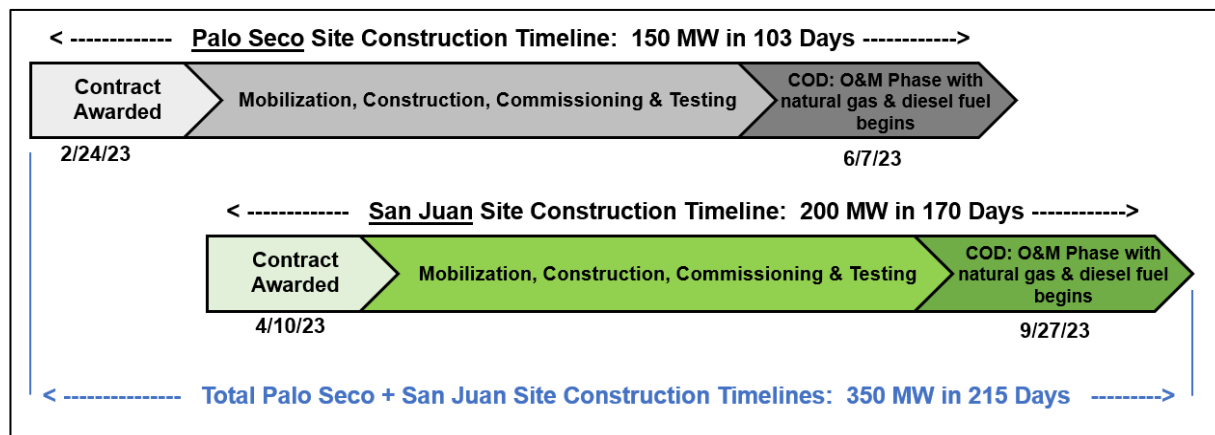 < ------------- Palo Seco Site Construction Timeline: 150 MW in 103 Days ------------>
Contract
Awarded
Mobilization, Construction, Commissioning & Testing
COD: O&M Phase with
natural gas & diesel fuel
begins
2/24/23
6/7/23
< ------------- San Juan Site Construction Timeline: 200 MW in 170 Days ------------>
Contract
Awarded
Mobilization, Construction, Commissioning & Testing
COD: O&M Phase with
natural gas & diesel fuel
begins
4/10/23
9/27/23
< --------------- Total Palo Seco + San Juan Site Construction Timelines: 350 MW in 215 Days --------->